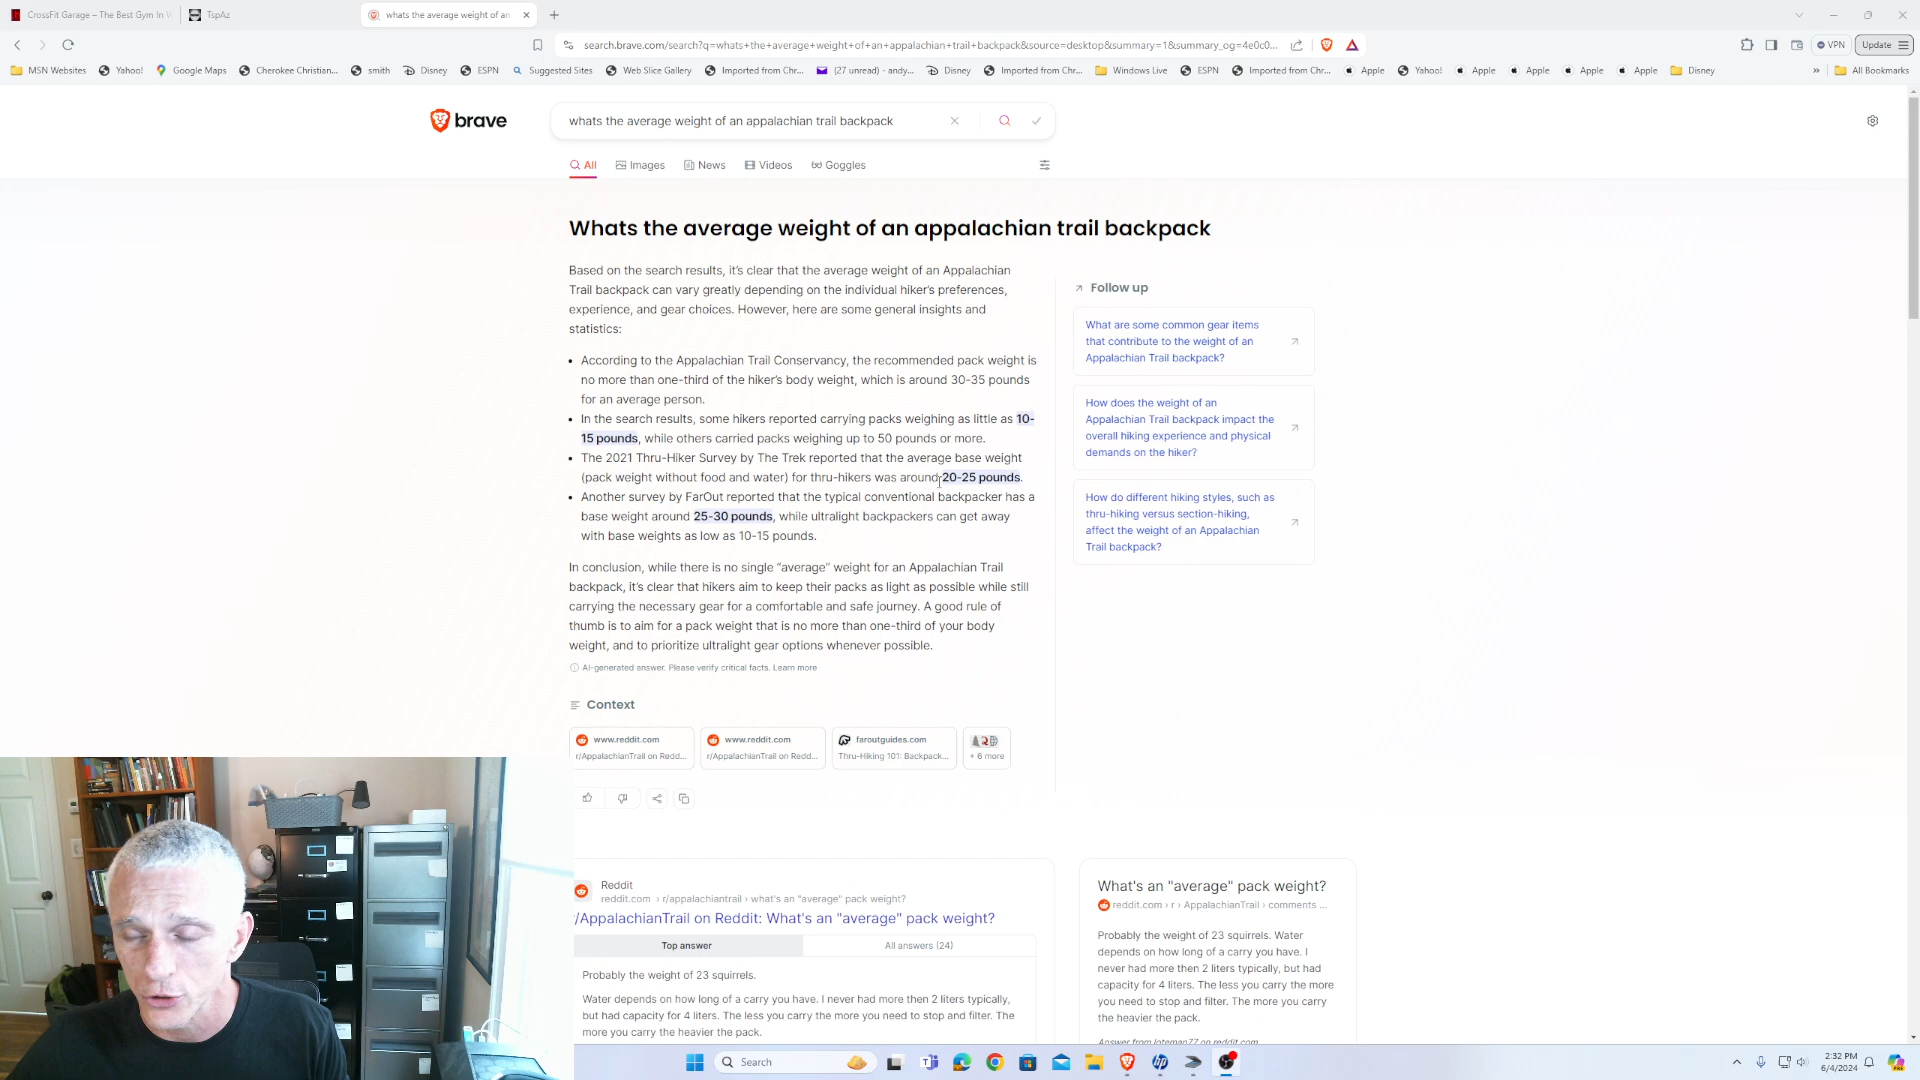 CrossFit Garage – The Best Gym In V
TspAz
whats the average weight of an
search.brave.com/search?q=whats+the+average+weight+of+an+appalachian+trail+backpack&source=desktop&summary=1&summary_og=4e0c0...
VPN
Update
MSN Websites
Yahoo!
Google Maps
Cherokee Christian...
smith
Disney
ESPN
Suggested Sites
Web Slice Gallery
Imported from Chr...
(27 unread) - andy...
Disney
Imported from Chr...
Windows Live
ESPN
Imported from Chr...
Apple
Yahoo!
Apple
Apple
Apple
Apple
Disney
All Bookmarks
brave
whats the average weight of an appalachian trail backpack
All
Images
News
Videos
Goggles
Whats the average weight of an appalachian trail backpack
Based on the search results, it's clear that the average weight of an Appalachian
Trail backpack can vary greatly depending on the individual hiker's preferences,
experience, and gear choices. However, here are some general insights and
statistics:
• According to the Appalachian Trail Conservancy, the recommended pack weight is
no more than one-third of the hiker's body weight, which is around 30-35 pounds
for an average person.
• In the search results, some hikers reported carrying packs weighing as little as 10-
15 pounds, while others carried packs weighing up to 50 pounds or more.
• The 2021 Thru-Hiker Survey by The Trek reported that the average base weight
(pack weight without food and water) for thru-hikers was around 20-25 pounds.
• Another survey by FarOut reported that the typical conventional backpacker has a
base weight around 25-30 pounds, while ultralight backpackers can get away
with base weights as low as 10-15 pounds.
In conclusion, while there is no single "average" weight for an Appalachian Trail
backpack, it's clear that hikers aim to keep their packs as light as possible while still
carrying the necessary gear for a comfortable and safe journey. A good rule of
thumb is to aim for a pack weight that is no more than one-third of your body
weight, and to prioritize ultralight gear options whenever possible.
AI-generated answer. Please verify critical facts. Learn more
Follow up
What are some common gear items
that contribute to the weight of an
Appalachian Trail backpack?
How does the weight of an
Appalachian Trail backpack impact the
overall hiking experience and physical
demands on the hiker?
How do different hiking styles, such as
thru-hiking versus section-hiking,
affect the weight of an Appalachian
Trail backpack?
Context
www.reddit.com
r/AppalachianTrail on Redd...
www.reddit.com
r/AppalachianTrail on Redd...
faroutguides.com
Thru-Hiking 101: Backpack...
+ 6 more
Reddit
reddit.com › r/appalachiantrail › what's an "average" pack weight?
/AppalachianTrail on Reddit: What's an "average" pack weight?
Top answer
All answers (24)
Probably the weight of 23 squirrels.
Water depends on how long of a carry you have. I never had more then 2 liters typically,
but had capacity for 4 liters. The less you carry the more you need to stop and filter. The
more you carry the heavier the pack.
What's an "average" pack weight?
reddit.com › r › AppalachianTrail › comments ...
Probably the weight of 23 squirrels. Water
depends on how long of a carry you have. I
never had more then 2 liters typically, but had
capacity for 4 liters. The less you carry the more
you need to stop and filter. The more you carry
the heavier the pack.
Answer from joteman77 on reddit.com
Search
2:32 PM
6/4/2024